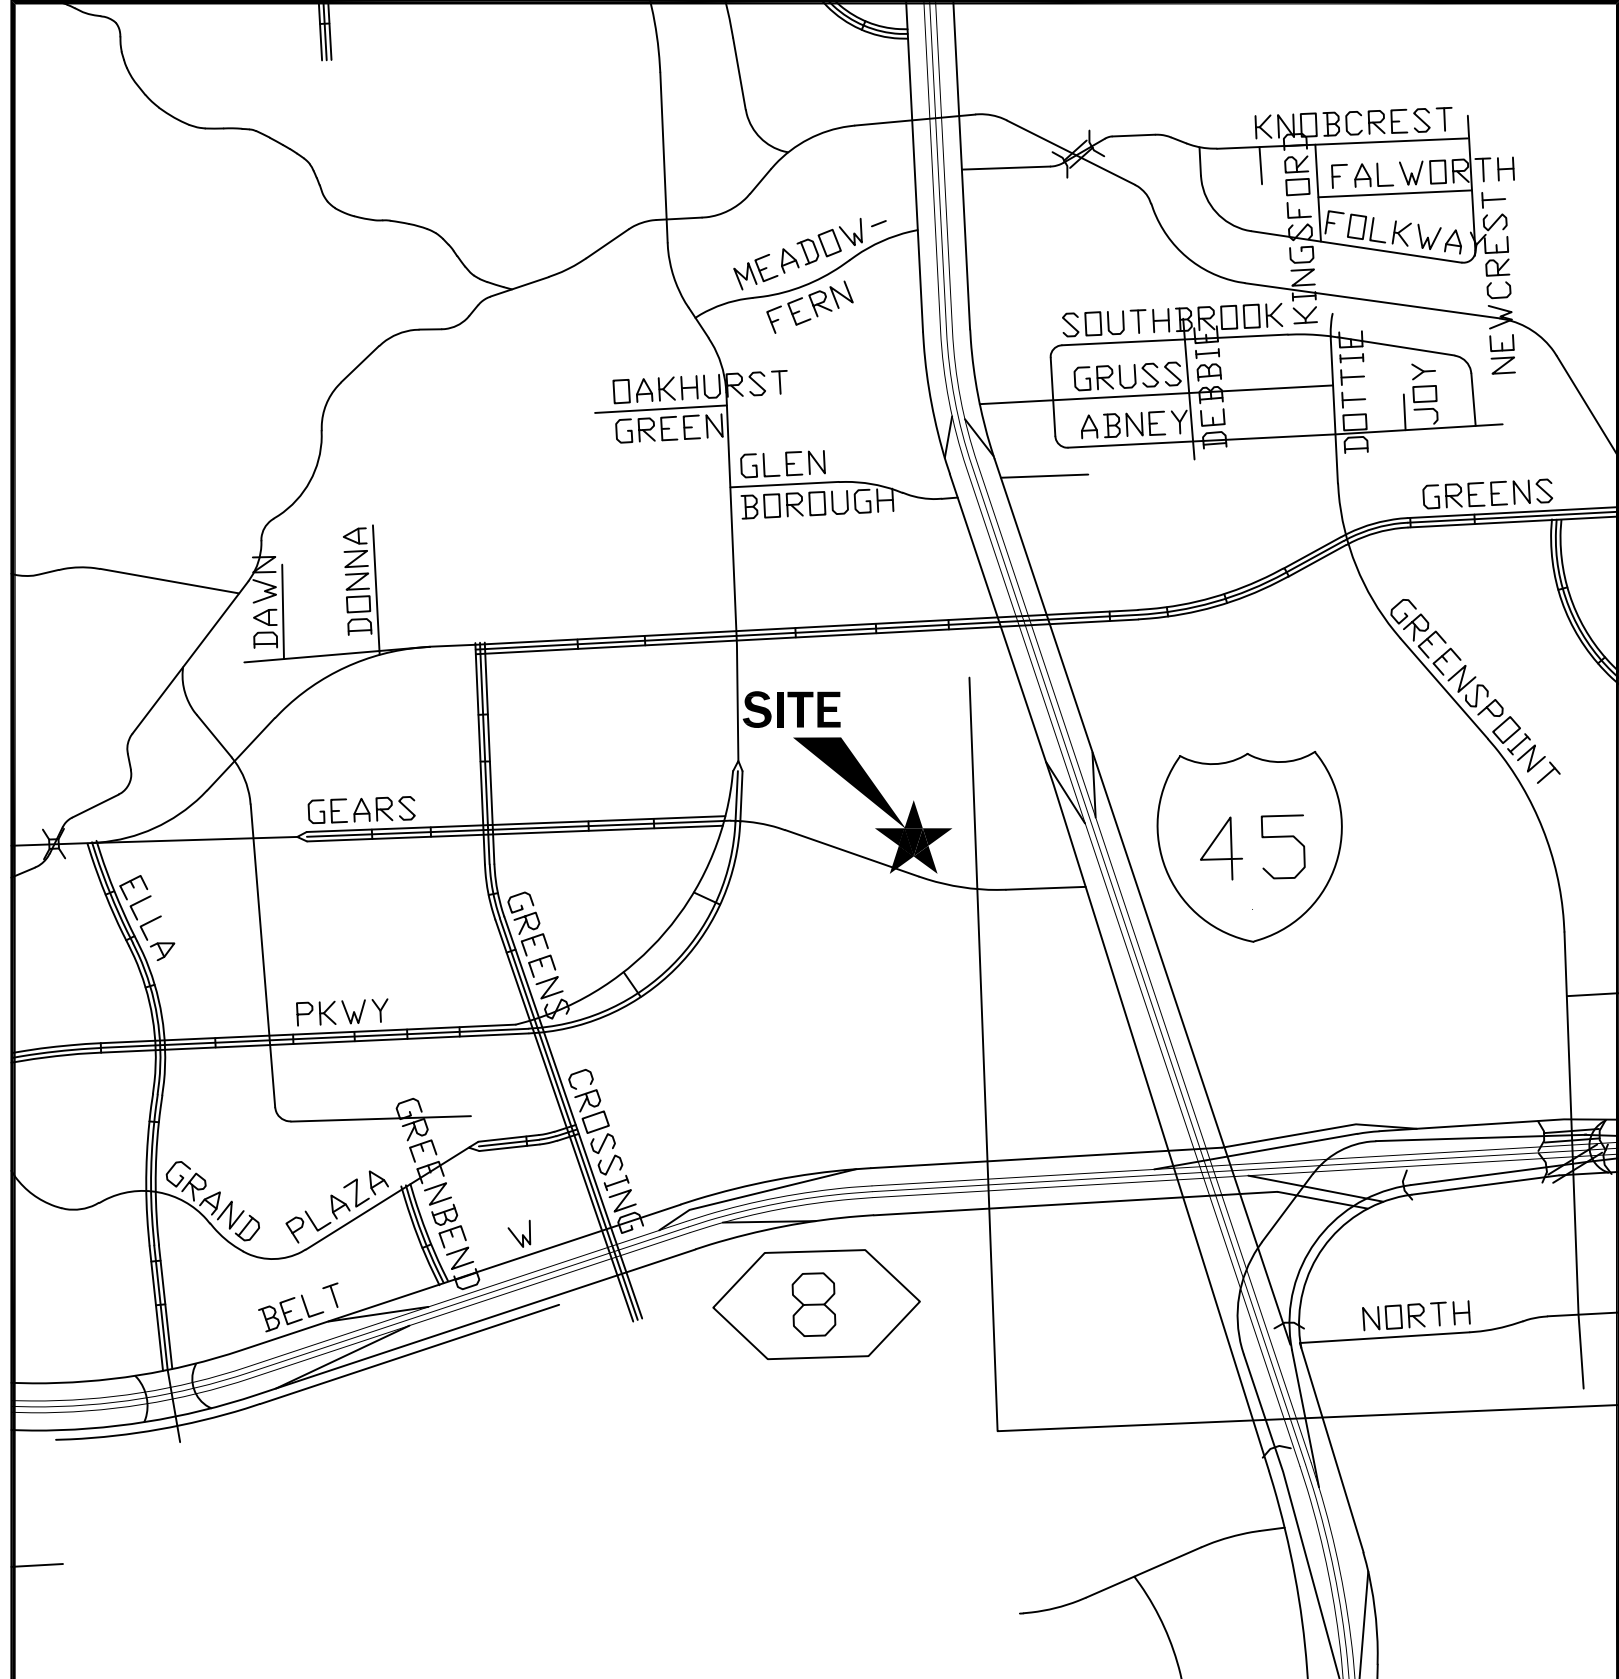 KNOBCREST
KINGSFORD
FALWORTH
FOLKWAY
NEWCREST
MEADOW-
FERN
SOUTHBROOK
DEBBIE
DOTTIE
GRUSS
JOY
ABNEY
OAKHURST
GREEN
GLEN
BOROUGH
GREENS
DAWN
DONNA
GREENSPOINT
SITE
GEARS
45
ELLA
GREENS
PKWY
CROSSING
GREENBEND
GRAND
PLAZA
W
BELT
8
NORTH